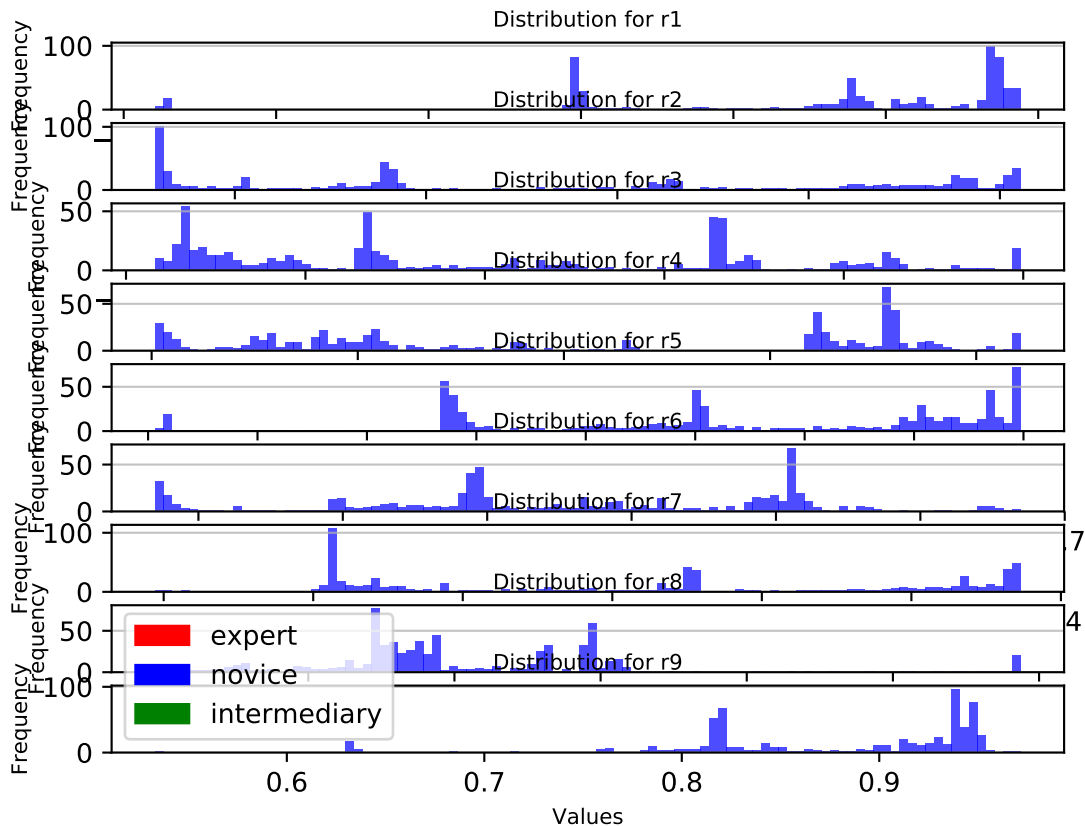 Distribution for r1
Frequency
100
0
Distribution for r2
Frequency
100
0
Distribution for r3
Frequency
50
0
Distribution for r4
Frequency
50
0
Distribution for r5
Frequency
50
0
Distribution for r6
Frequency
50
0
Distribution for r7
Frequency
100
0
.7
Distribution for r8
Frequency
50
0
4
expert
novice
intermediary
Distribution for r9
Frequency
100
0
0.6 0.7 0.8 0.9
Values